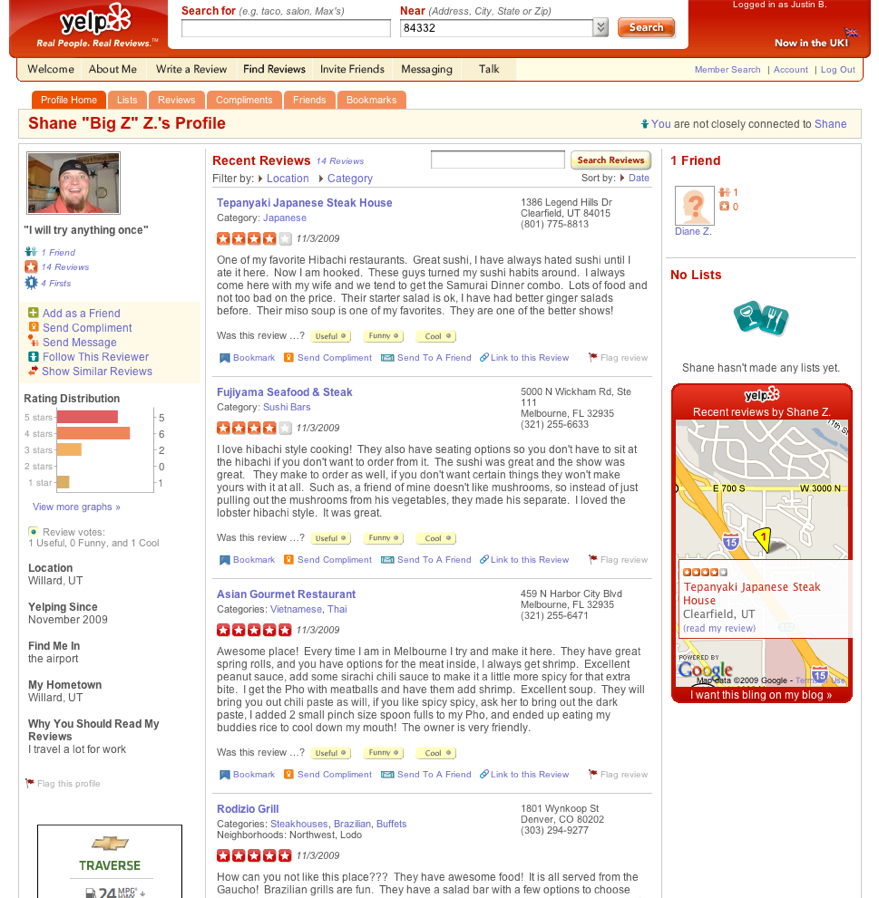 Logged in as Justin B.
Search for (e.g. taco, salon, Max's)
Near (Address, City, State or Zip)
yelp
Real People. Real Reviews.™
84332
Search
Now in the UK!
Welcome About Me Write a Review Find Reviews Invite Friends Messaging Talk
Member Search | Account | Log Out
Profile Home Lists Reviews Compliments Friends Bookmarks
Shane "Big Z" Z.'s Profile
You are not closely connected to Shane
"I will try anything once"
1 Friend
14 Reviews
4 Firsts
Add as a Friend
Send Compliment
Send Message
Follow This Reviewer
Show Similar Reviews
Rating Distribution
5 stars 5
4 stars 6
3 stars 2
2 stars 0
1 star 1
View more graphs »
Review votes:
1 Useful, 0 Funny, and 1 Cool
Location
Willard, UT
Yelping Since
November 2009
Find Me In
the airport
My Hometown
Willard, UT
Why You Should Read My
Reviews
I travel a lot for work
Flag this profile
TRAVERSE
24 MPG*
HWY
Recent Reviews 14 Reviews
Search Reviews
Filter by: Location Category
Sort by: Date
Tepanyaki Japanese Steak House
Category: Japanese
1386 Legend Hills Dr
Clearfield, UT 84015
(801) 775-8813
11/3/2009
One of my favorite Hibachi restaurants. Great sushi, I have always hated sushi until I
ate it here. Now I am hooked. These guys turned my sushi habits around. I always
come here with my wife and we tend to get the Samurai Dinner combo. Lots of food and
not too bad on the price. Their starter salad is ok, I have had better ginger salads
before. Their miso soup is one of my favorites. They are one of the better shows!
Was this review ...? Useful Funny Cool
Bookmark Send Compliment Send To A Friend Link to this Review Flag review
Fujiyama Seafood & Steak
Category: Sushi Bars
5000 N Wickham Rd, Ste
111
Melbourne, FL 32935
(321) 255-6633
11/3/2009
I love hibachi style cooking! They also have seating options so you don't have to sit at
the hibachi if you don't want to order from it. The sushi was great and the show was
great. They make to order as well, if you don't want certain things they won't make
yours with it at all. Such as, a friend of mine doesn't like mushrooms, so instead of just
pulling out the mushrooms from his vegetables, they made his separate. I loved the
lobster hibachi style. It was great.
Was this review ...? Useful Funny Cool
Bookmark Send Compliment Send To A Friend Link to this Review Flag review
Asian Gourmet Restaurant
Categories: Vietnamese, Thai
459 N Harbor City Blvd
Melbourne, FL 32935
(321) 255-6471
11/3/2009
Awesome place! Every time I am in Melbourne I try and make it here. They have great
spring rolls, and you have options for the meat inside, I always get shrimp. Excellent
peanut sauce, add some sirachi chili sauce to make it a little more spicy for that extra
bite. I get the Pho with meatballs and have them add shrimp. Excellent soup. They will
bring you out chili paste as will, if you like spicy spicy, ask her to bring out the dark
paste, I added 2 small pinch size spoon fulls to my Pho, and ended up eating my
buddies rice to cool down my mouth! The owner is very friendly.
Was this review ...? Useful Funny Cool
Bookmark Send Compliment Send To A Friend Link to this Review Flag review
Rodizio Grill
Categories: Steakhouses, Brazilian, Buffets
Neighborhoods: Northwest, Lodo
1801 Wynkoop St
Denver, CO 80202
(303) 294-9277
11/3/2009
How can you not like this place??? They have awesome food! It is all served from the
Gaucho! Brazilian grills are fun. They have a salad bar with a few options to choose
1 Friend
1
0
Diane Z.
No Lists
Shane hasn't made any lists yet.
yelp
Recent reviews by Shane Z.
11th St
E 700 S W 3000 N
15
1
Tepanyaki Japanese Steak
House
Clearfield, UT
(read my review)
POWERED BY
Google
15
Map data ©2009 Google - Terms of Use
I want this bling on my blog »